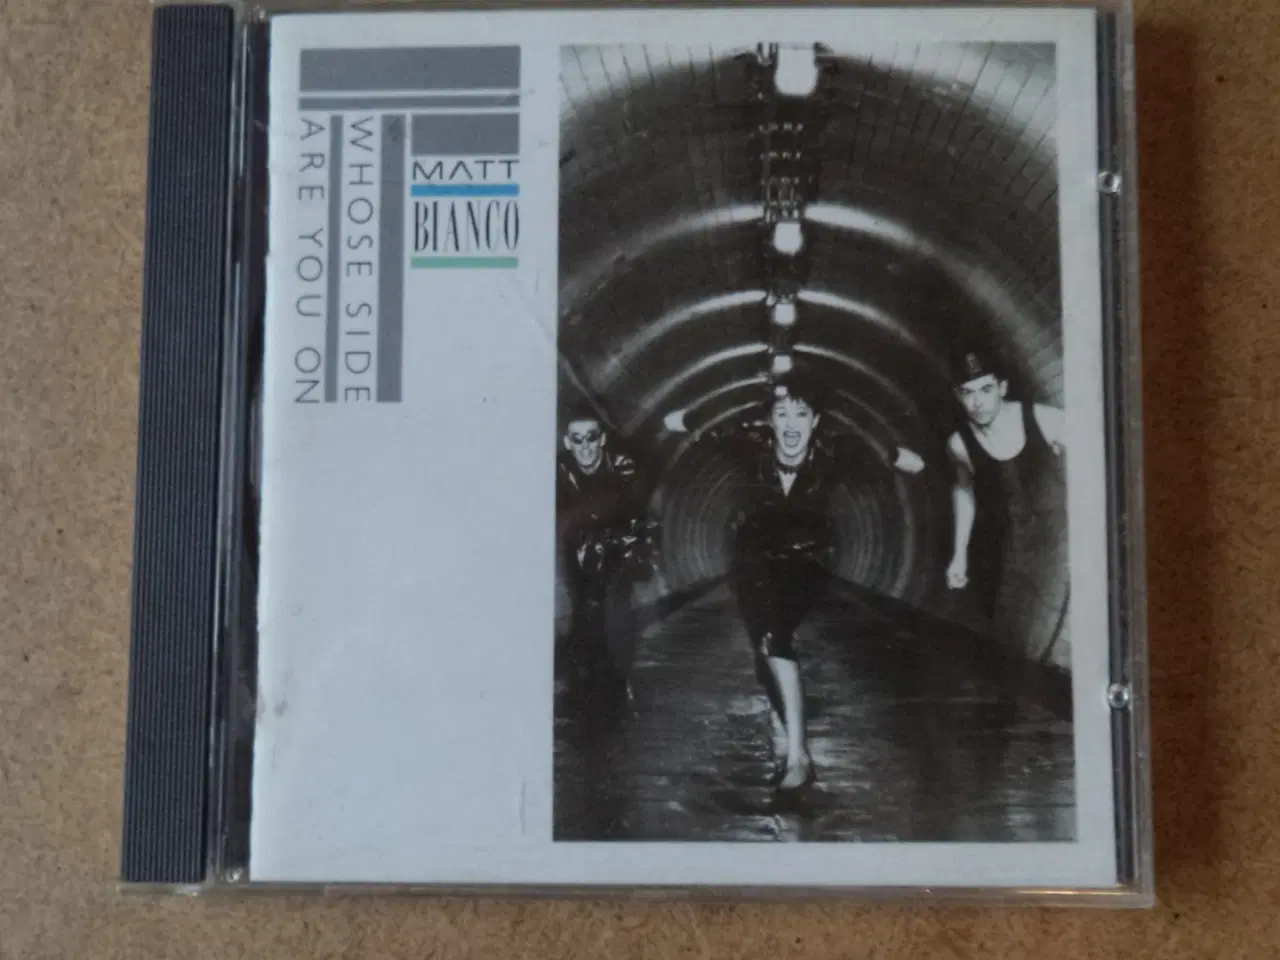 WHOSE SIDE
ARE YOU ON
MATT
BIANCO